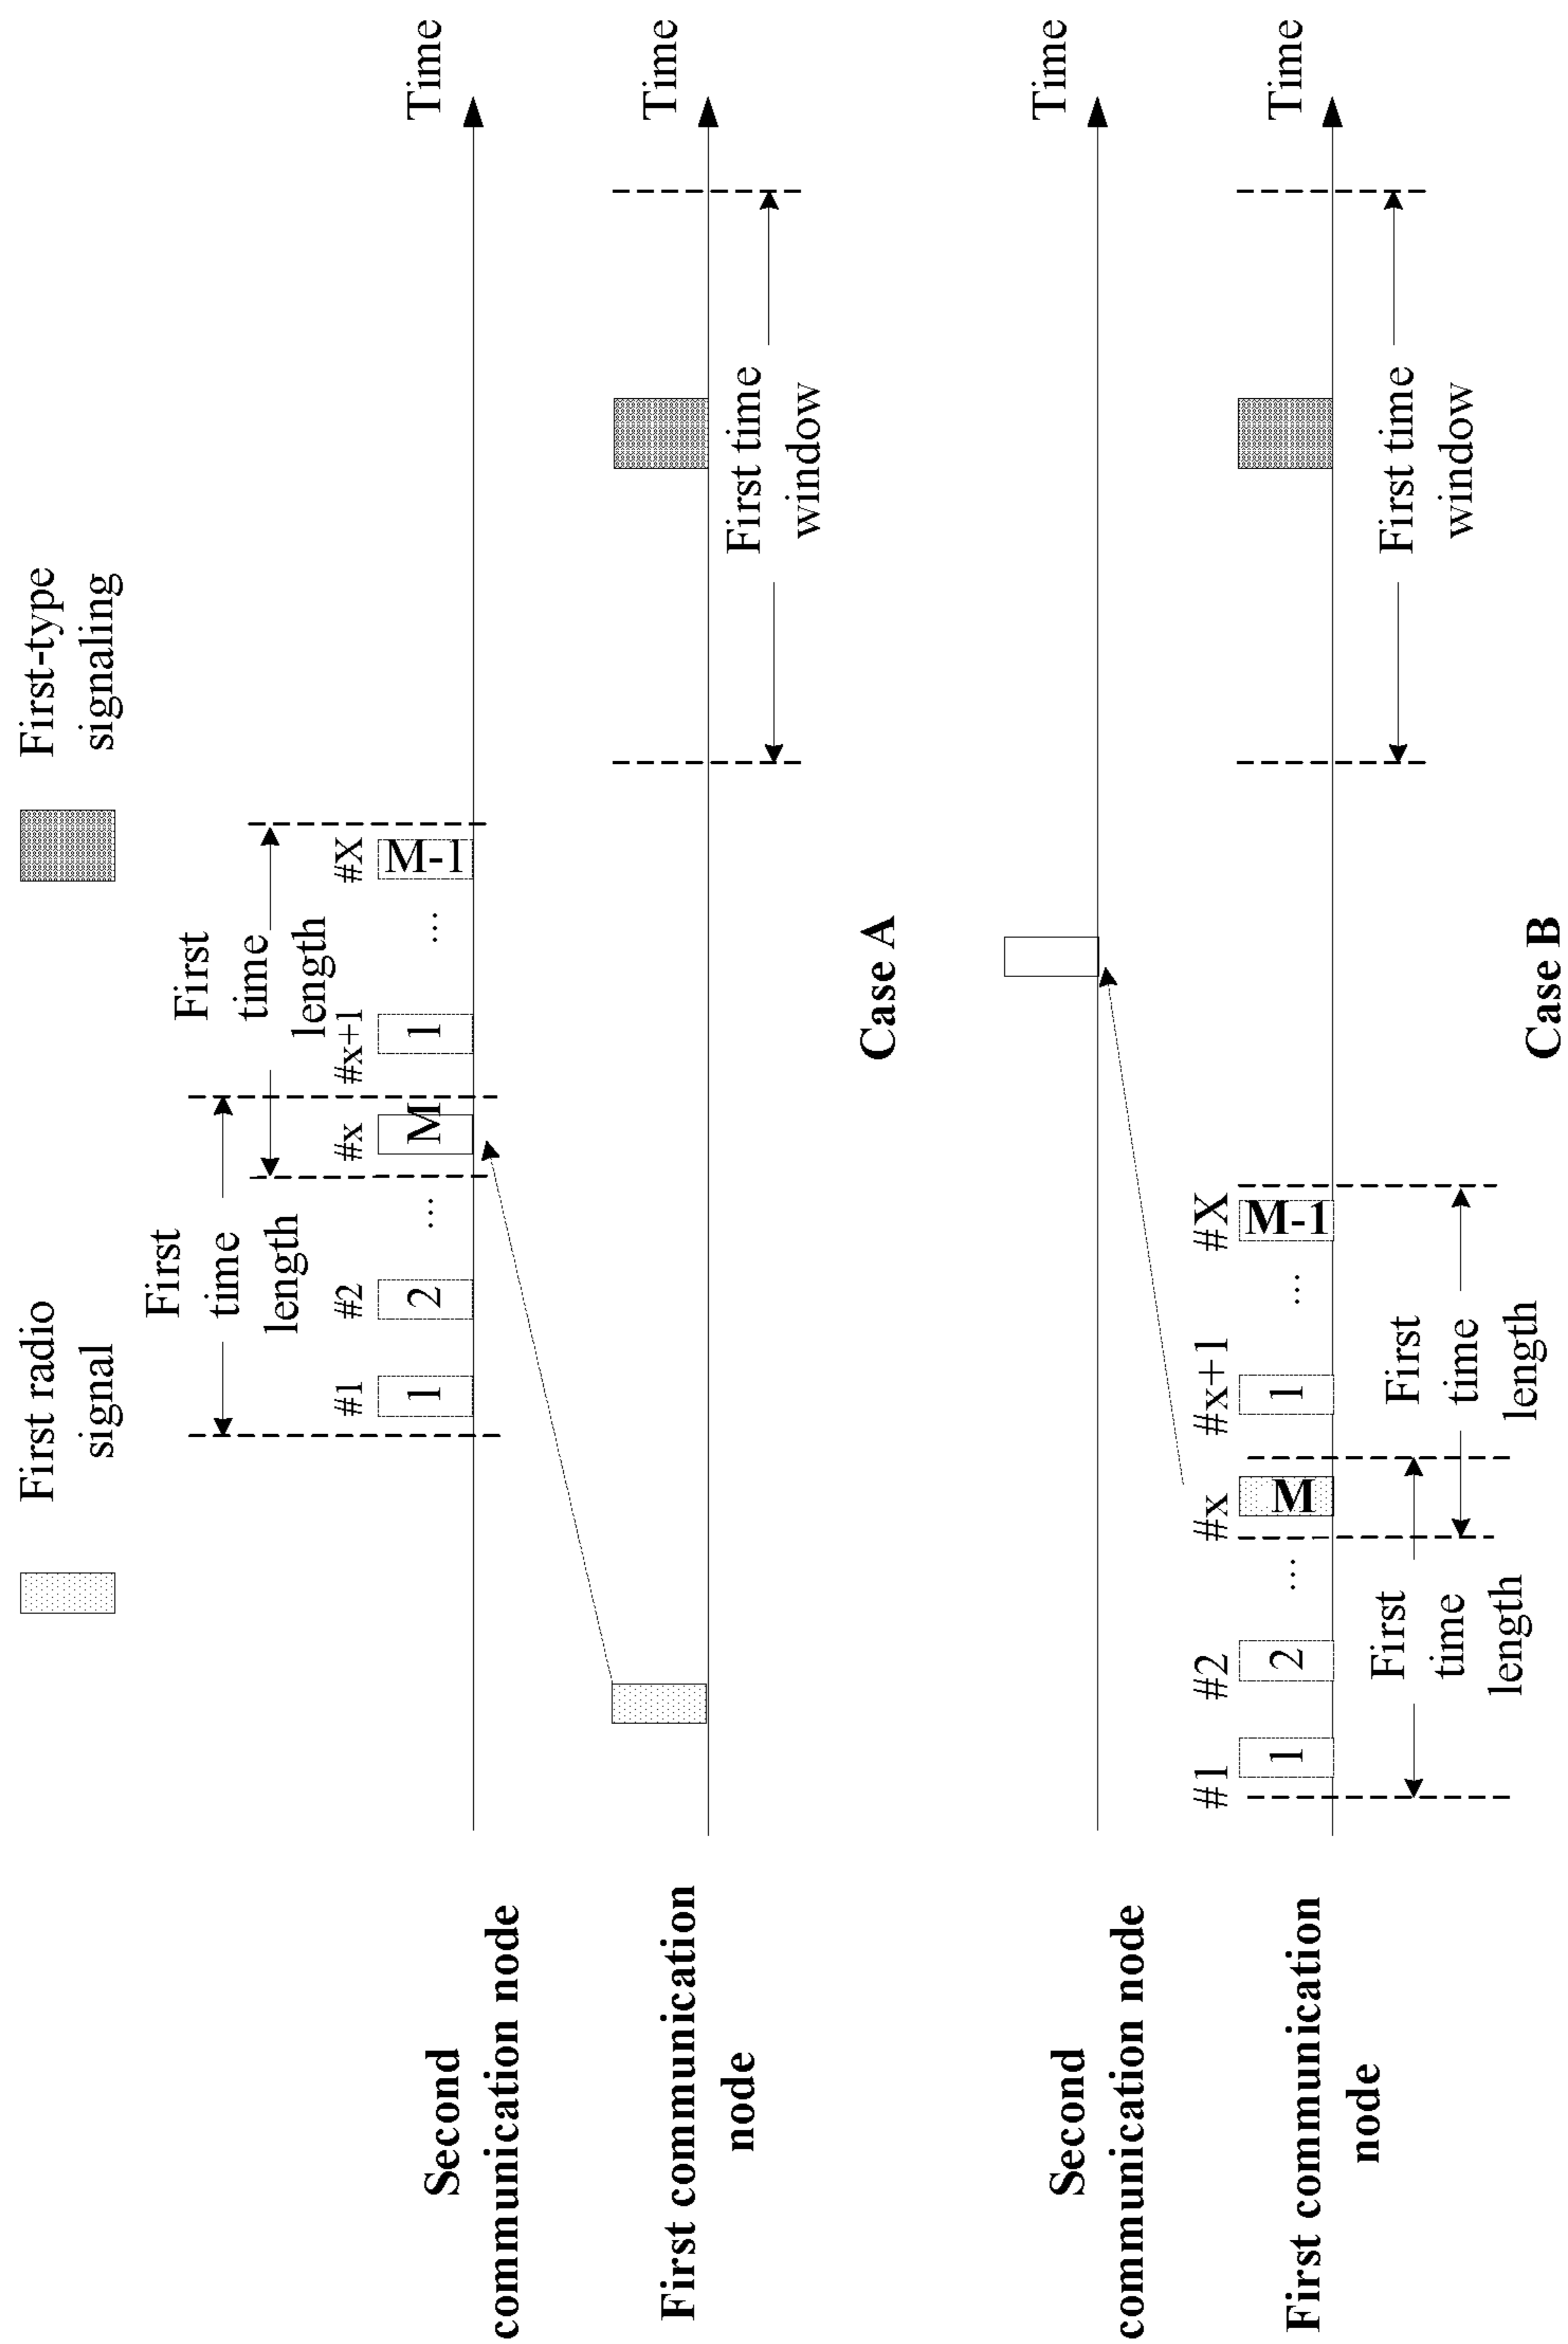 First radio
signal
First-type
signaling
First
time
length
First
time
length
#1
#2
#x
#x+1
#X
1
2
...
M
1
...
M-1
Time
Second
communication node
Time
First communication
node
First time
window
Case A
Time
Second
communication node
#1
#2
#x
#x+1
#X
1
2
...
M
1
...
M-1
Time
First communication
node
First
time
length
First
time
length
First time
window
Case B